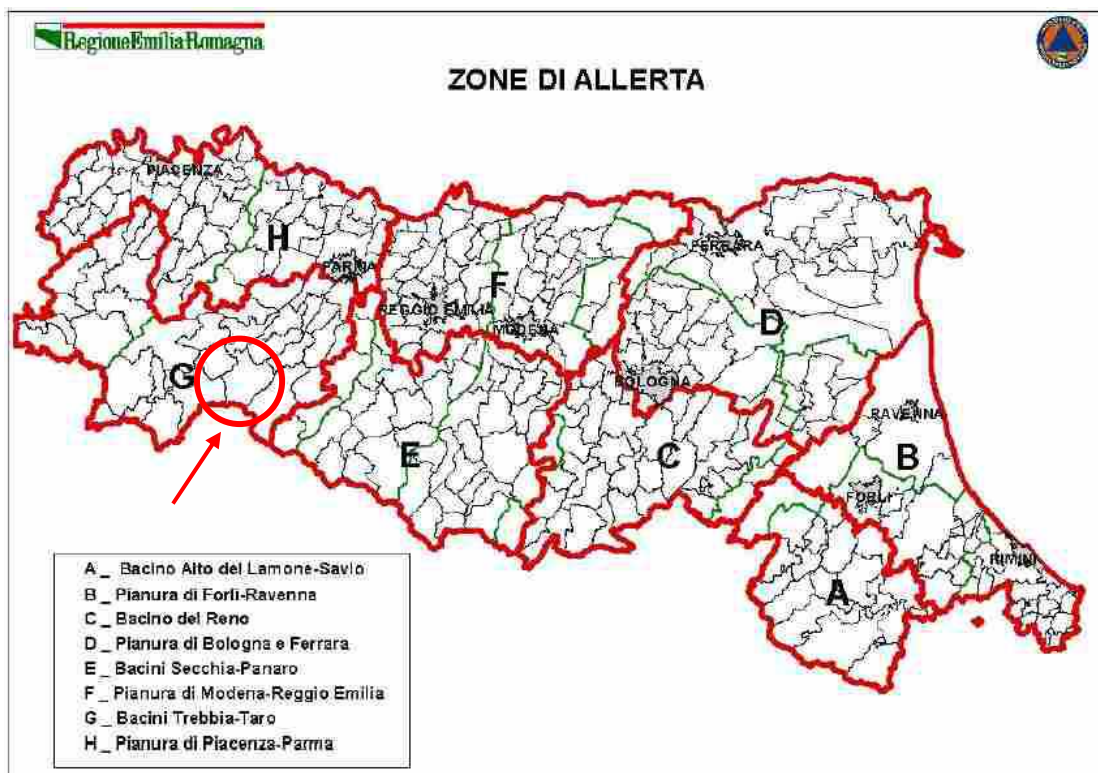 RegioneEmiliaRomagna
ZONE DI ALLERTA
PIACENZA
H
PARMA
FERRARA
F
REGGIO EMILIA
MODENA
D
G
BOLOGNA
RAVENNA
E
C
B
FORLI
RIMINI
A
A _ Bacino Alto del Lamone-Savio
B _ Pianura di Forli-Ravenna
C _ Bacino del Reno
D _ Pianura di Bologna e Ferrara
E _ Bacini Secchia-Panaro
F _ Pianura di Modena-Reggio Emilia
G _ Bacini Trebbia-Taro
H _ Pianura di Piacenza-Parma